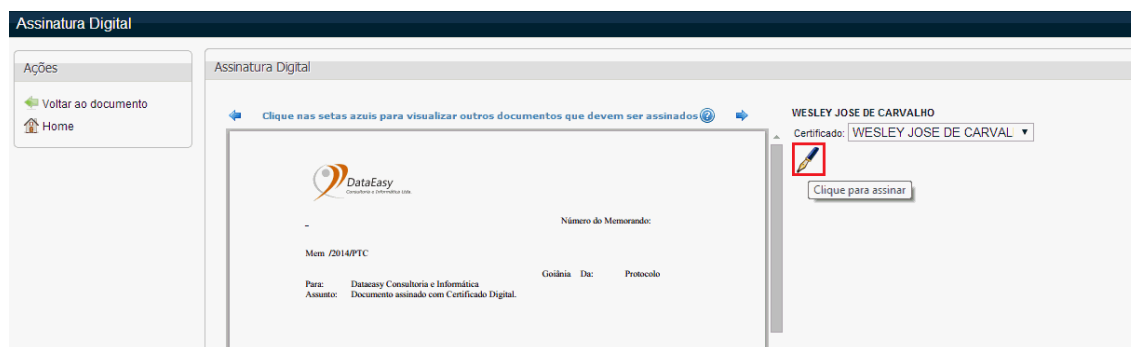 Assinatura Digital
Ações
Voltar ao documento
Home
Assinatura Digital
Clique nas setas azuis para visualizar outros documentos que devem ser assinados
DataEasy
Consultoria e Informática Ltda.
Número do Memorando:
Mem /2014/PTC
Goiânia Da: Protocolo
Para: Dataeasy Consultoria e Informática
Assunto: Documento assinado com Certificado Digital.
WESLEY JOSE DE CARVALHO
Certificado: WESLEY JOSE DE CARVAL
Clique para assinar